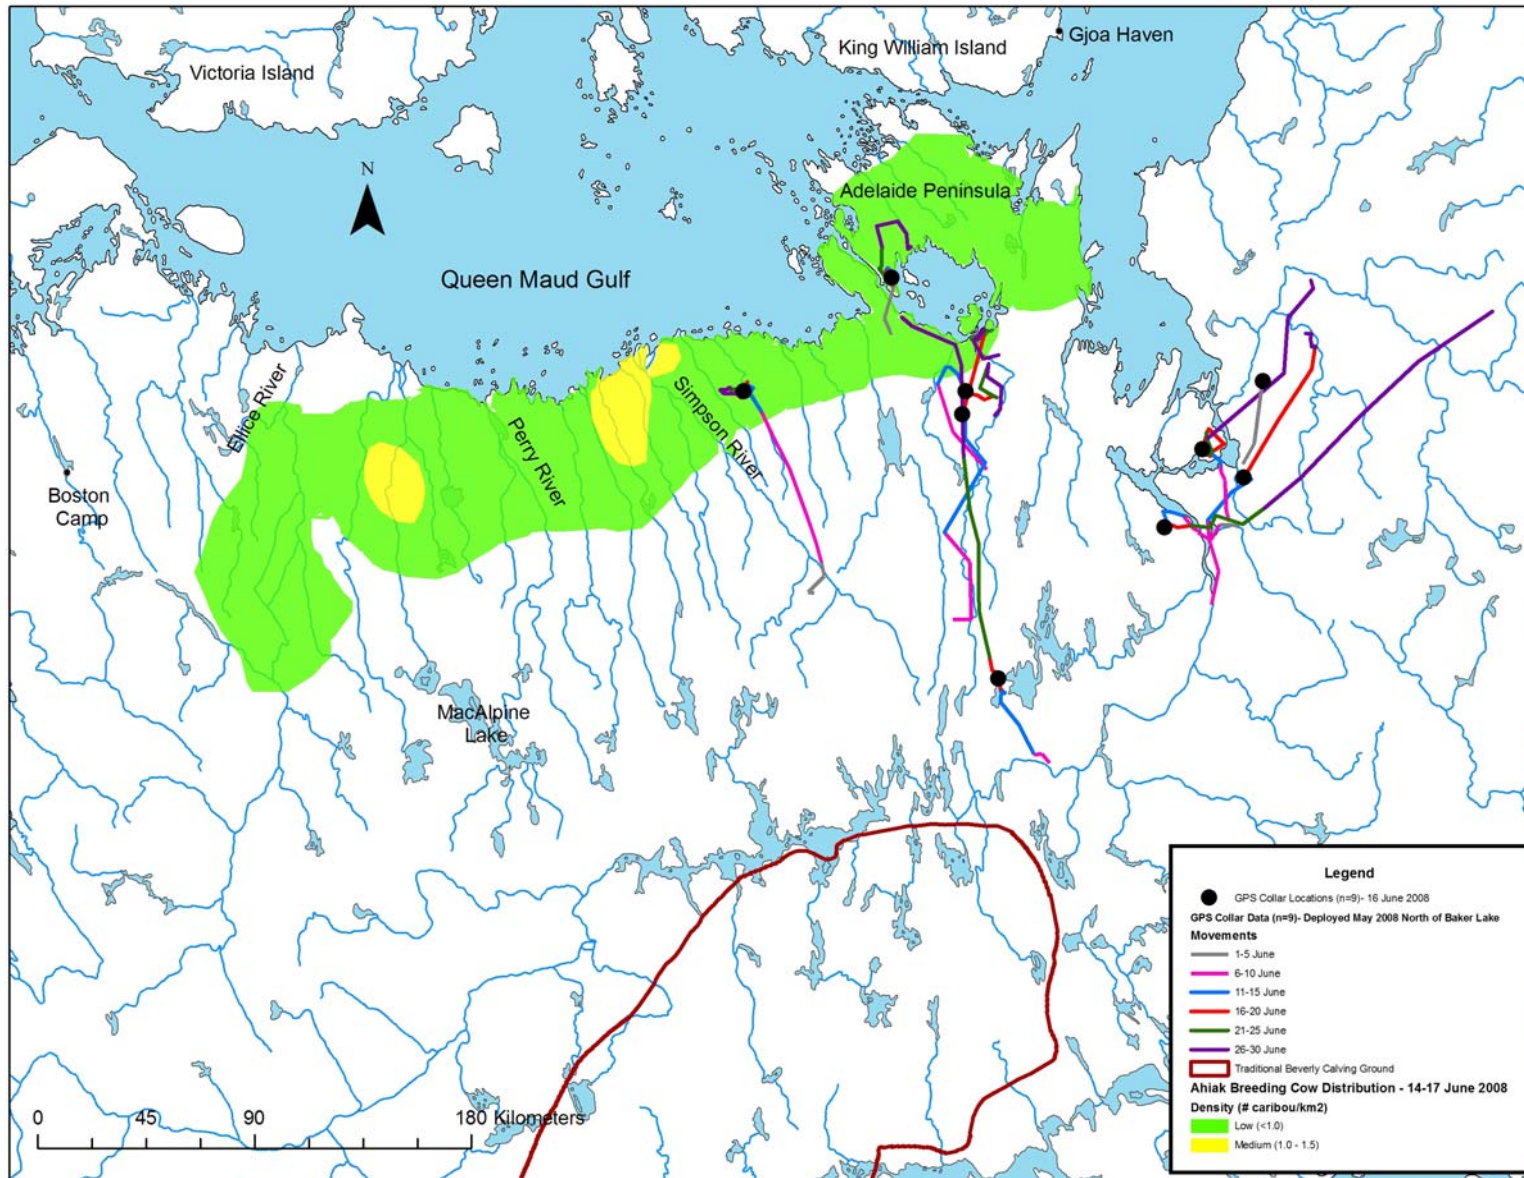 Victoria Island
King William Island
Gjoa Haven
N
Adelaide Peninsula
Queen Maud Gulf
Ellice River
Perry River
Simpson River
Boston
Camp
MacAlpine
Lake
0 45 90 180 Kilometers
Legend
GPS Collar Locations (n=9)- 16 June 2008
GPS Collar Data (n=9)- Deployed May 2008 North of Baker Lake
Movements
1-5 June
6-10 June
11-15 June
16-20 June
21-25 June
26-30 June
Traditional Beverly Calving Ground
Ahiak Breeding Cow Distribution - 14-17 June 2008
Density (# caribou/km2)
Low (<1.0)
Medium (1.0 - 1.5)